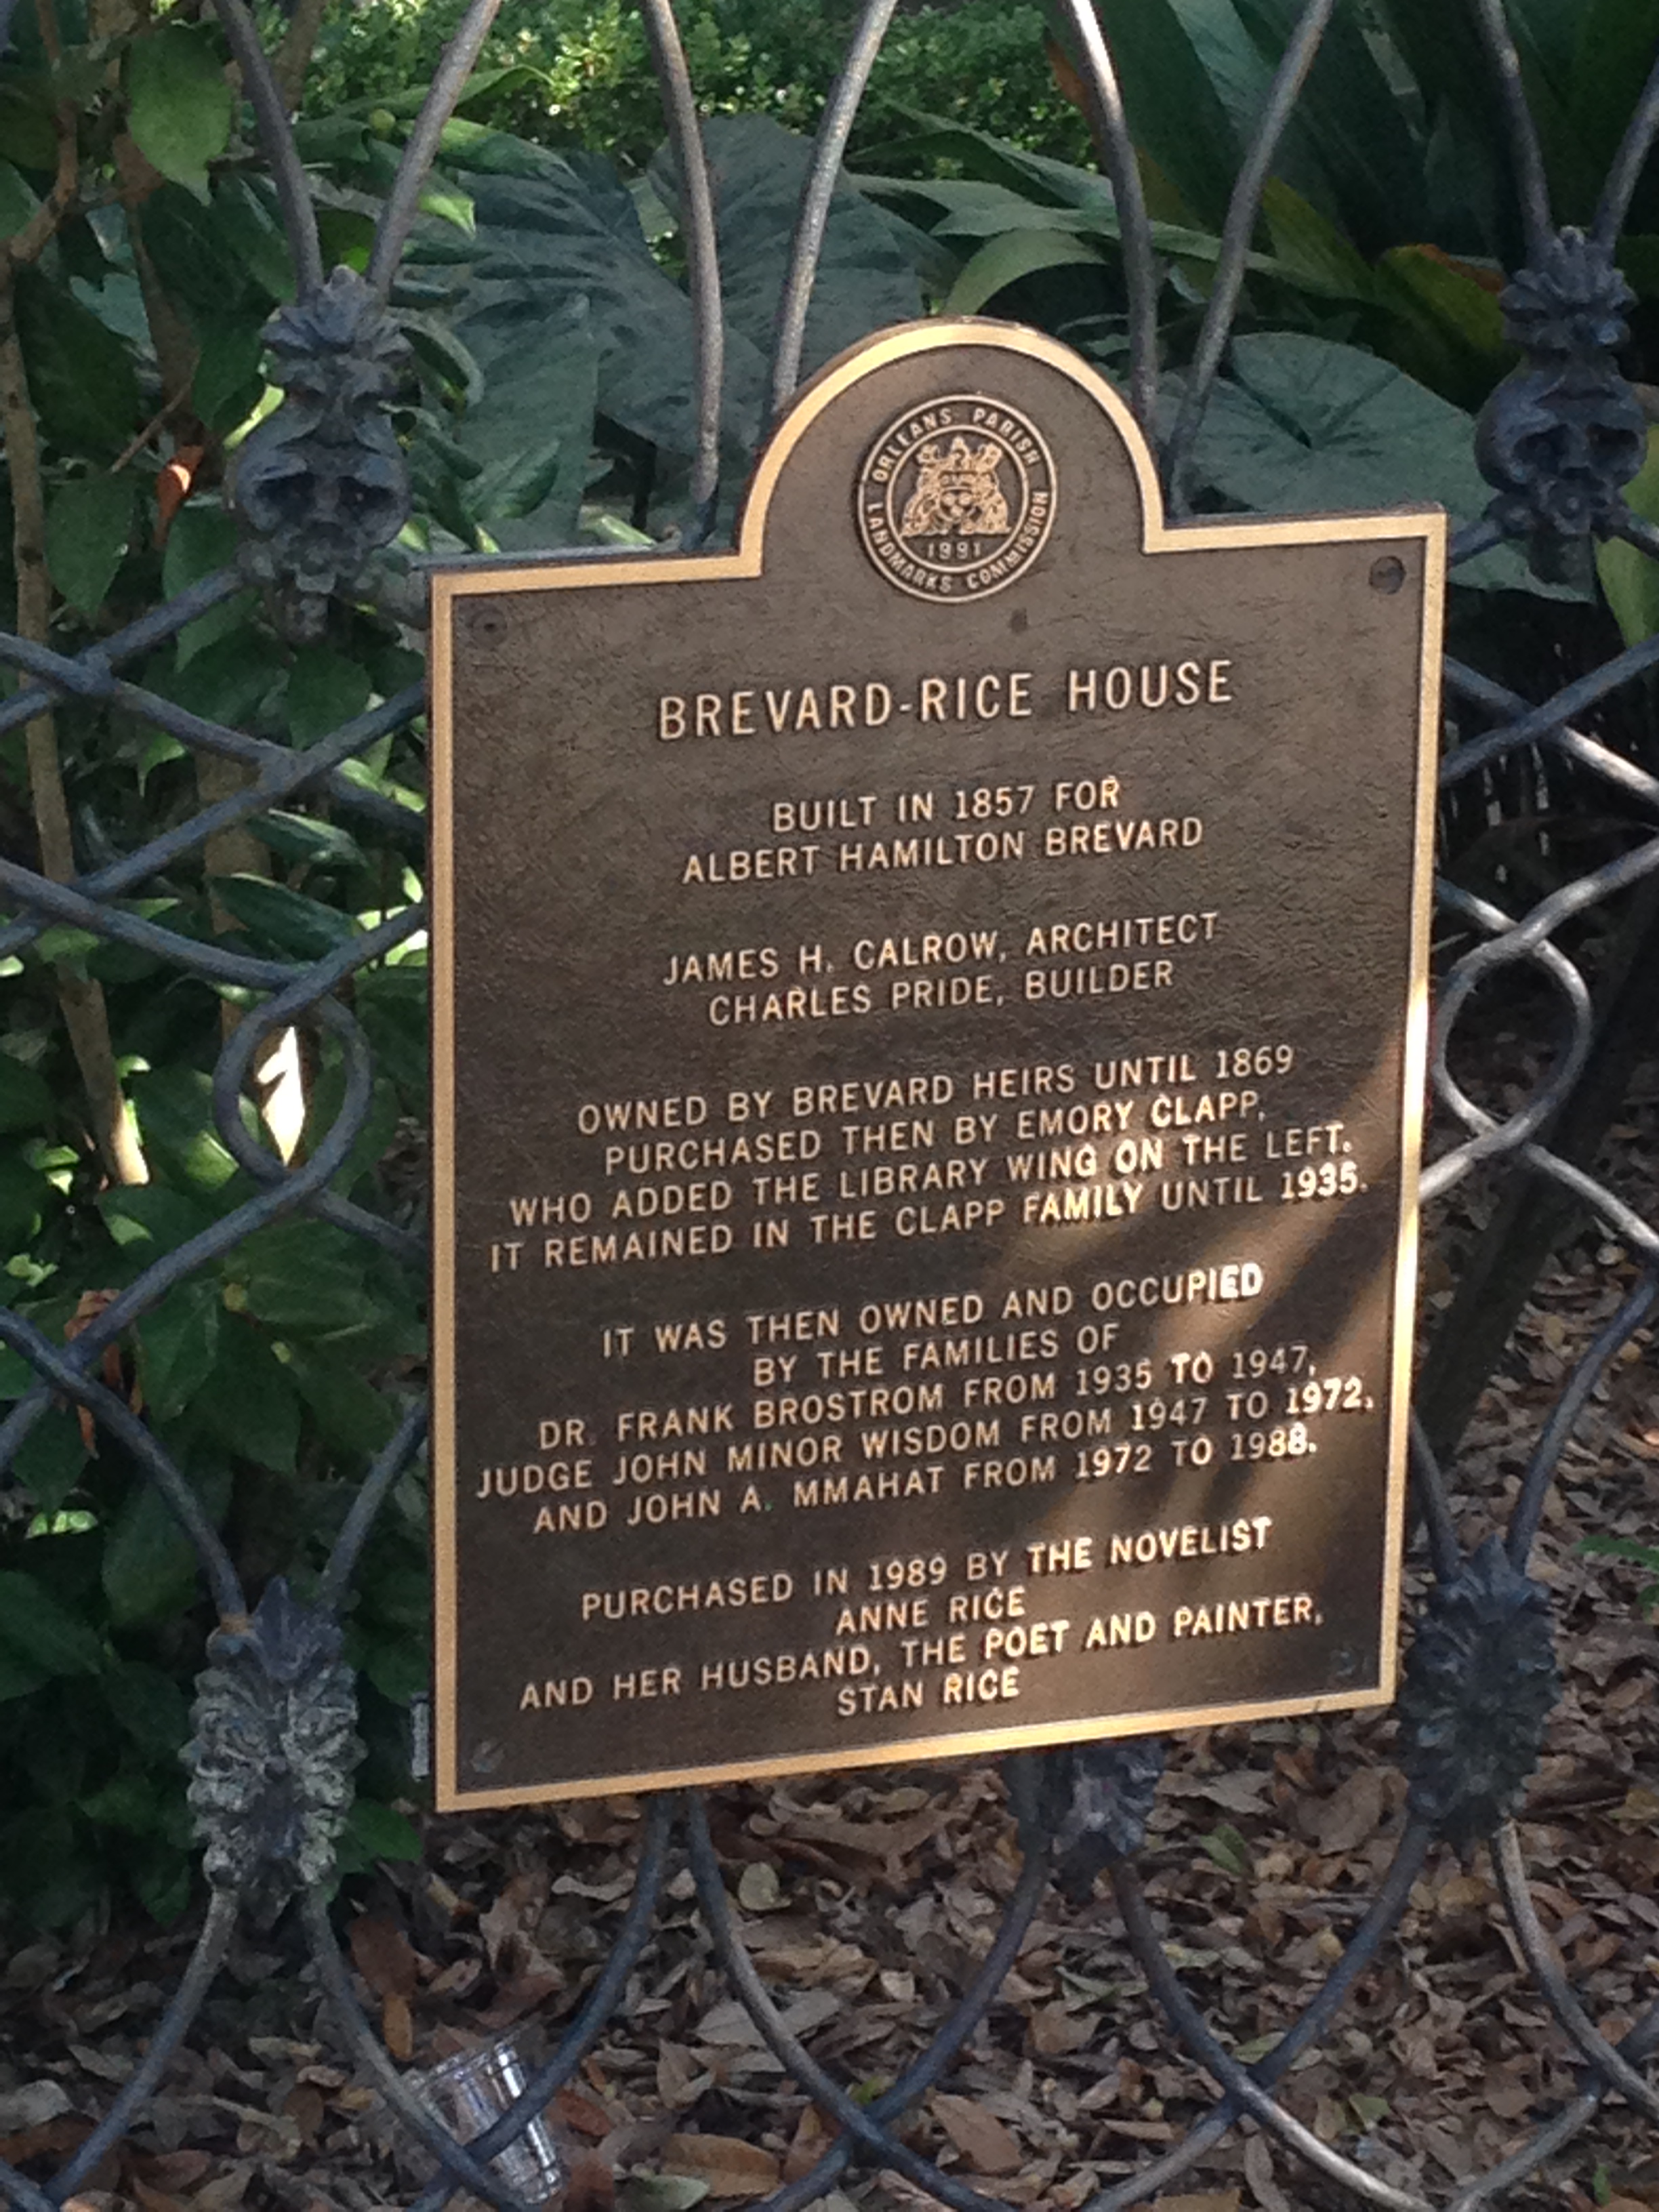 ORLEANS PARISH
LANDMARKS COMMISSION
1991
BREVARD-RICE HOUSE
BUILT IN 1857 FOR
ALBERT HAMILTON BREVARD
JAMES H. CALROW, ARCHITECT
CHARLES PRIDE, BUILDER
OWNED BY BREVARD HEIRS UNTIL 1869
PURCHASED THEN BY EMORY CLAPP,
WHO ADDED THE LIBRARY WING ON THE LEFT.
IT REMAINED IN THE CLAPP FAMILY UNTIL 1935.
IT WAS THEN OWNED AND OCCUPIED
BY THE FAMILIES OF
DR. FRANK BROSTROM FROM 1935 TO 1947,
JUDGE JOHN MINOR WISDOM FROM 1947 TO 1972,
AND JOHN A. MMAHAT FROM 1972 TO 1988.
PURCHASED IN 1989 BY THE NOVELIST
ANNE RICE
AND HER HUSBAND, THE POET AND PAINTER,
STAN RICE